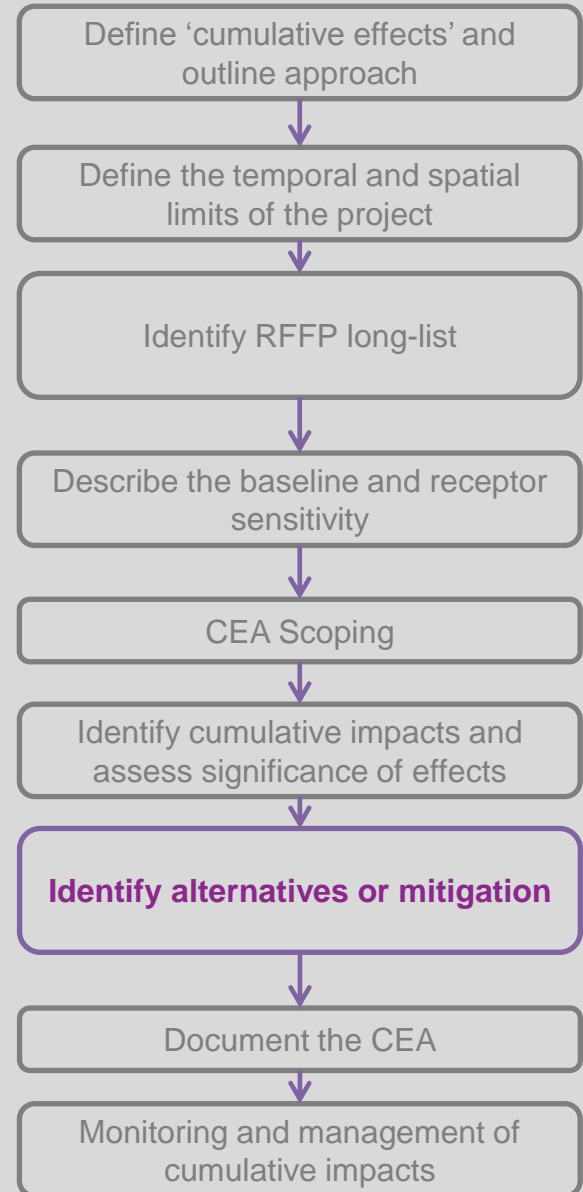 Define ‘cumulative effects’ and
outline approach
Define the temporal and spatial
limits of the project
Identify RFFP long-list
Describe the baseline and receptor
sensitivity
CEA Scoping
Identify cumulative impacts and
assess significance of effects
Identify alternatives or mitigation
Document the CEA
Monitoring and management of
cumulative impacts